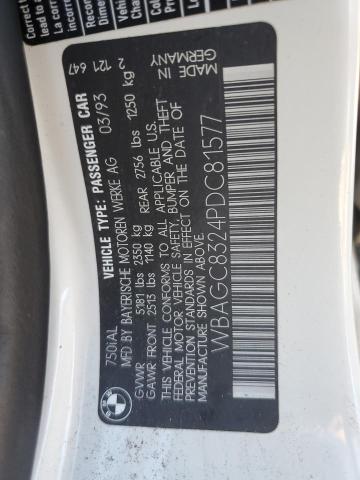 750iAL
VEHICLE TYPE: PASSENGER CAR
MFD BY BAYERISCHE MOTOREN WERKE AG 03/93
GVWR 5181 lbs 2350 kg
GAWR FRONT 2513 lbs 1140 kg REAR 2756 lbs 1250 kg
THIS VEHICLE CONFORMS TO ALL APPLICABLE U.S.
FEDERAL MOTOR VEHICLE SAFETY, BUMPER AND THEFT
PREVENTION STANDARDS IN EFFECT ON THE DATE OF
MANUFACTURE SHOWN ABOVE.
WBAGC8324PDC81577
2 121 647
MADE IN
GERMANY
BMW